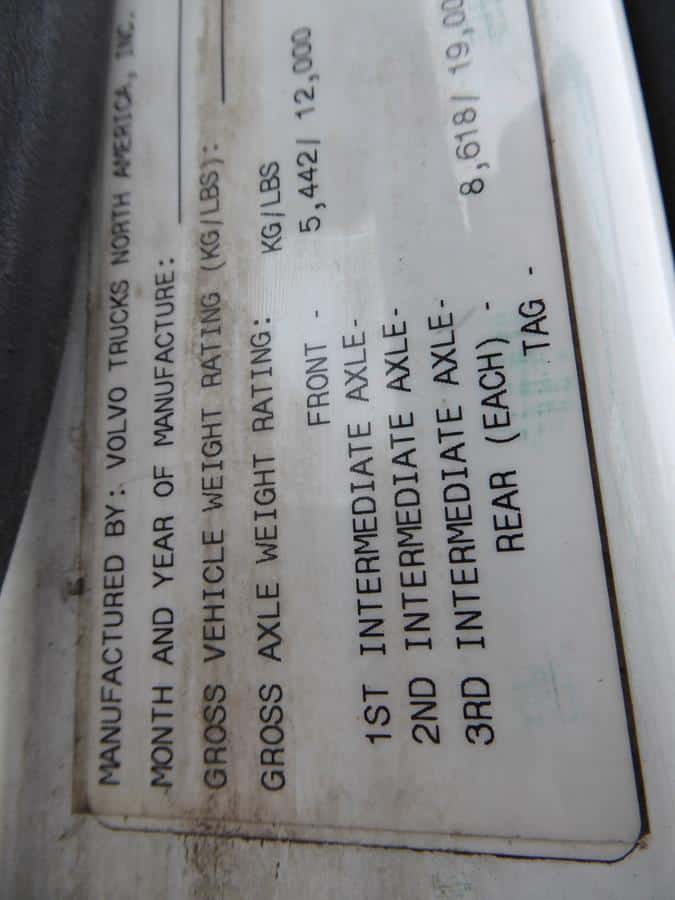 MANUFACTURED BY: VOLVO TRUCKS NORTH AMERICA, INC.
MONTH AND YEAR OF MANUFACTURE:
GROSS VEHICLE WEIGHT RATING (KG/LBS):
GROSS AXLE WEIGHT RATING: KG/LBS
FRONT - 5,442/ 12,000
1ST INTERMEDIATE AXLE-
2ND INTERMEDIATE AXLE-
3RD INTERMEDIATE AXLE-
REAR (EACH) - 8,618/ 19,00
TAG -